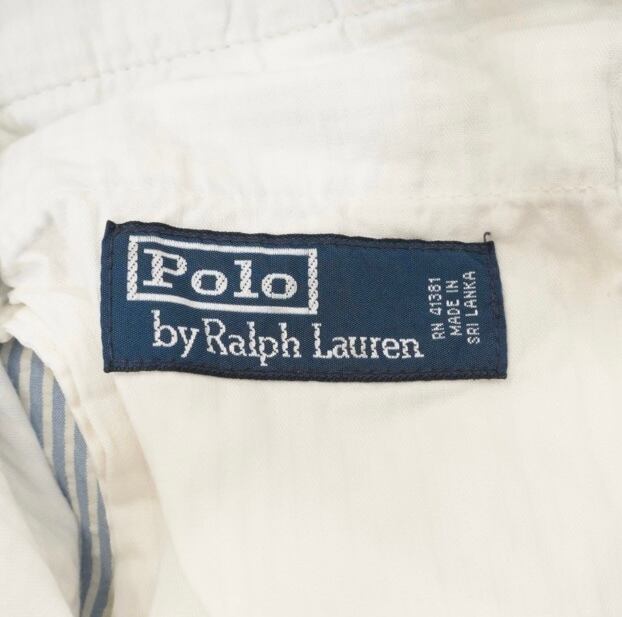 Polo
by Ralph Lauren
RN 41381
MADE IN
SRI LANKA